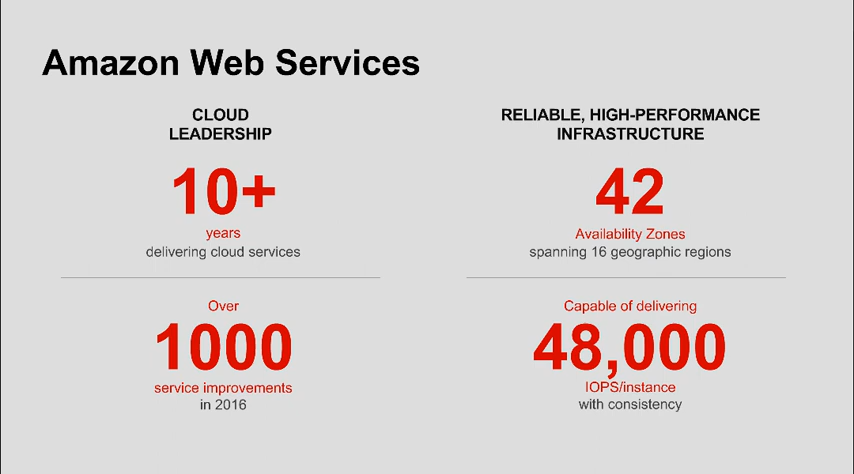 Amazon Web Services
CLOUD
LEADERSHIP
10+
years
delivering cloud services
Over
1000
service improvements
in 2016
RELIABLE, HIGH-PERFORMANCE
INFRASTRUCTURE
42
Availability Zones
spanning 16 geographic regions
Capable of delivering
48,000
IOPS/instance
with consistency